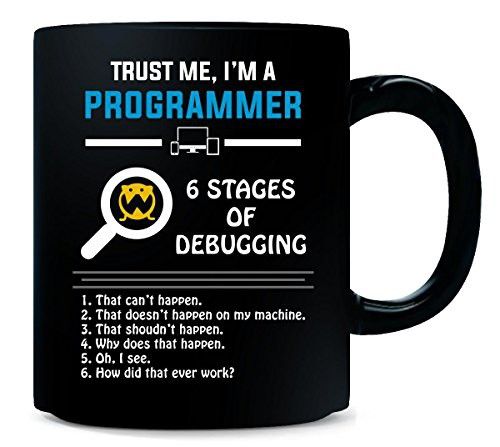 TRUST ME, I'M A
PROGRAMMER
6 STAGES
OF
DEBUGGING
1. That can't happen.
2. That doesn't happen on my machine.
3. That shoudn't happen.
4. Why does that happen.
5. Oh, I see.
6. How did that ever work?